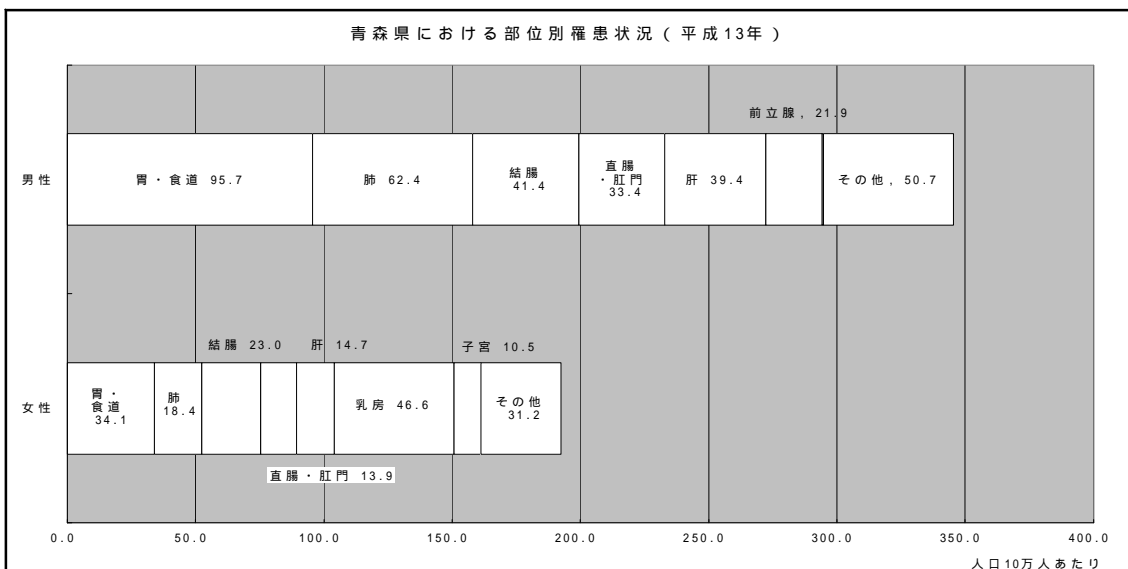 青森県における部位別罹患状況（平成13年）
前立腺, 21.9
男性
胃・食道 95.7
肺 62.4
結腸
41.4
直腸
・肛門
33.4
肝 39.4
その他, 50.7
結腸 23.0
肝 14.7
子宮 10.5
女性
胃・
食道
34.1
肺
18.4
乳房 46.6
その他
31.2
直腸・肛門 13.9
0.0 50.0 100.0 150.0 200.0 250.0 300.0 350.0 400.0
人口10万人あたり